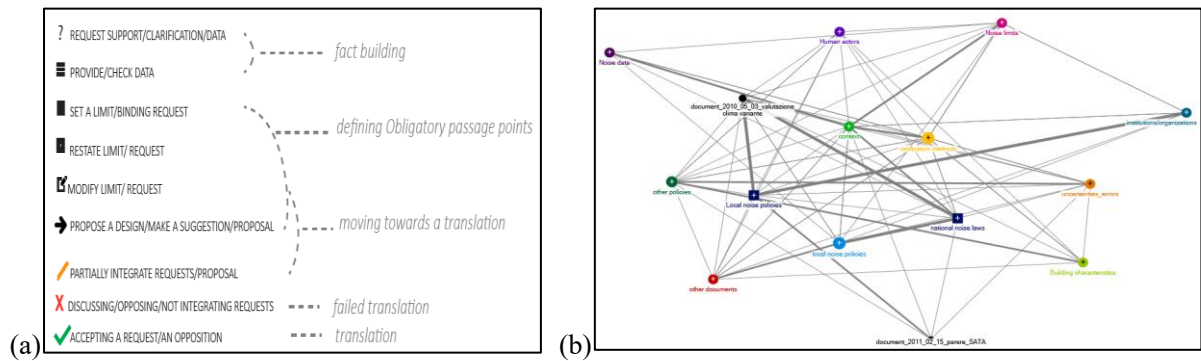 (a)
? REQUEST SUPPORT/CLARIFICATION/DATA
fact building
PROVIDE/CHECK DATA
SET A LIMIT/BINDING REQUEST
defining Obligatory passage points
RESTATE LIMIT/ REQUEST
MODIFY LIMIT/ REQUEST
PROPOSE A DESIGN/MAKE A SUGGESTION/PROPOSAL
moving towards a translation
PARTIALLY INTEGRATE REQUESTS/PROPOSAL
X DISCUSSING/OPPOSING/NOT INTEGRATING REQUESTS
failed translation
ACCEPTING A REQUEST/AN OPPOSITION
translation
(b)
Human actors
Noise limits
Noise data
document_2010_05_03_valutazione
clima variante
context
institutions/organizations
other policies
uncertainties_errors
Local noise policies
national noise laws
local noise policies
Building characteristics
other documents
document_2011_02_15_parere_SATA